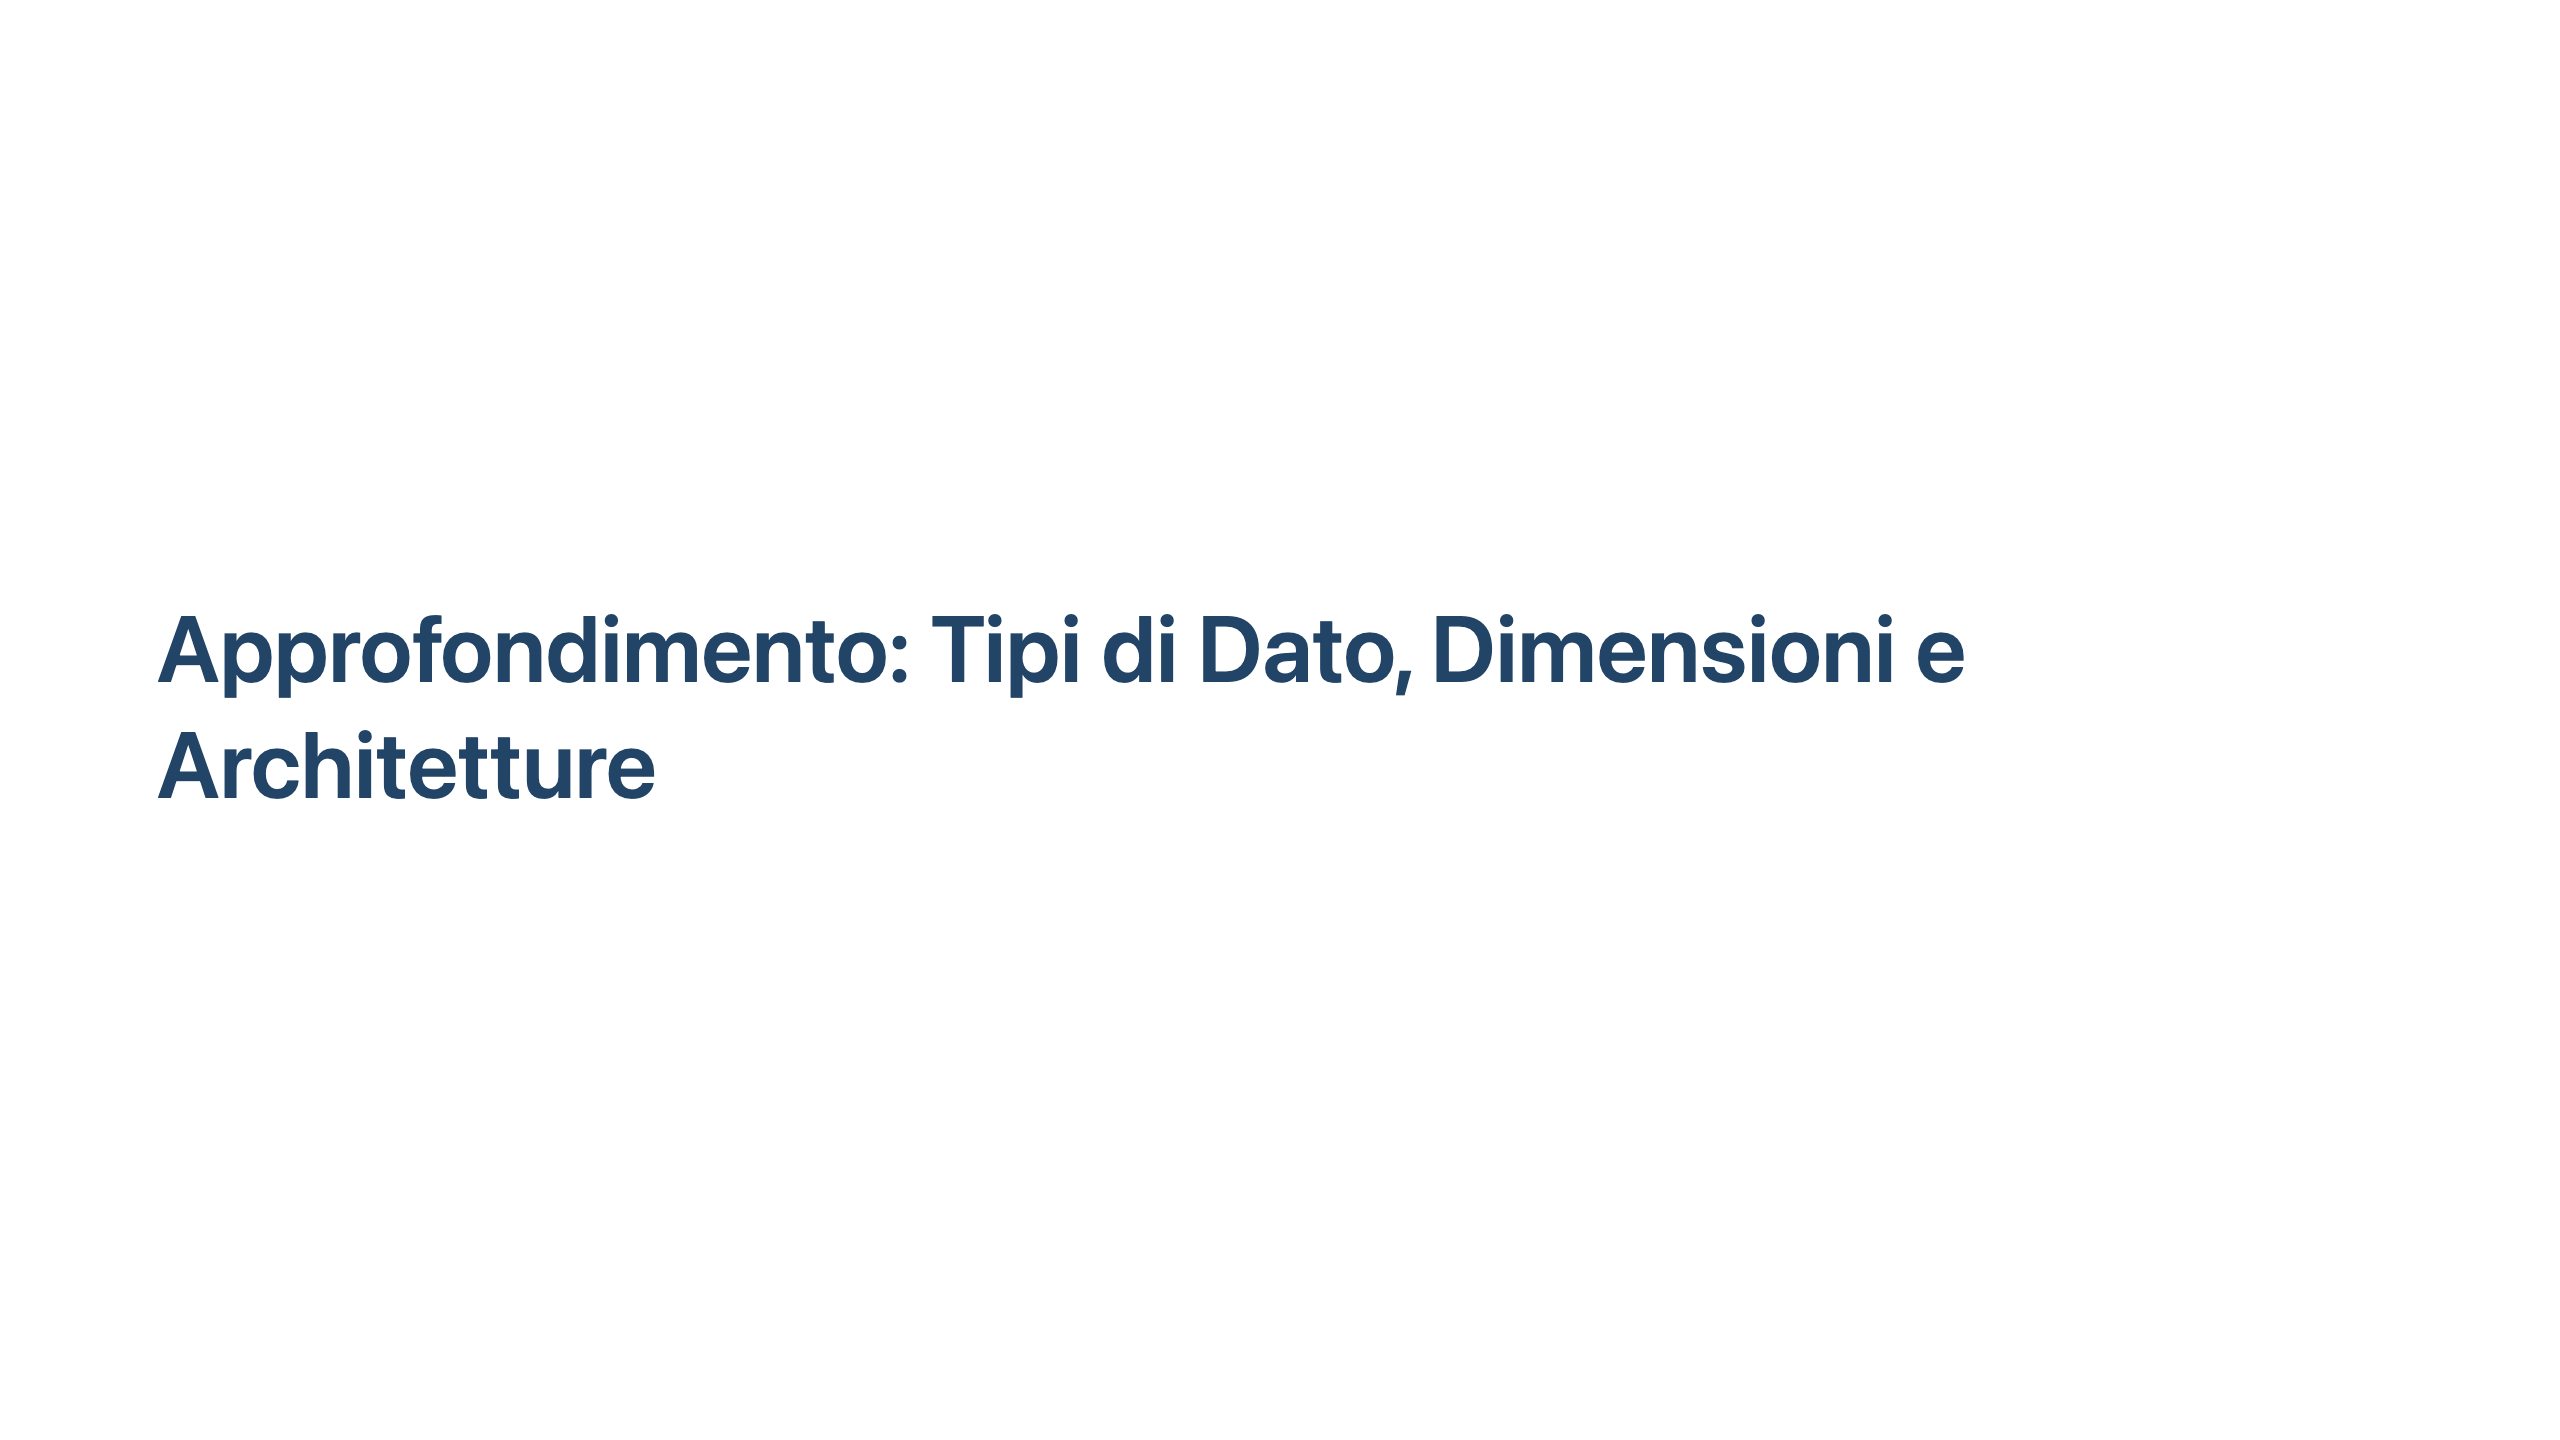 Approfondimento: Tipi di Dato, Dimensioni e
Architetture